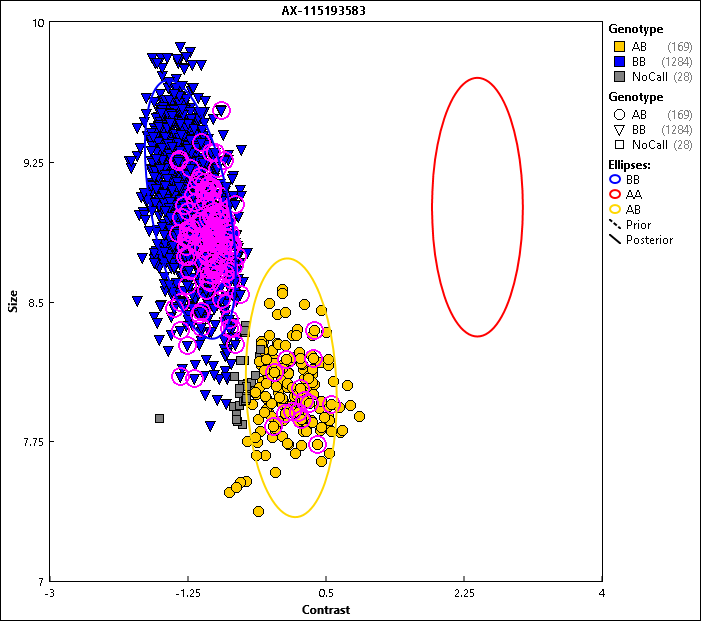 AX-115193583
10
9.25
8.5
7.75
7
Size
-3
-1.25
0.5
2.25
4
Contrast
Genotype
AB (169)
BB (1284)
NoCall (28)
Genotype
AB (169)
BB (1284)
NoCall (28)
Ellipses:
BB
AA
AB
Prior
Posterior